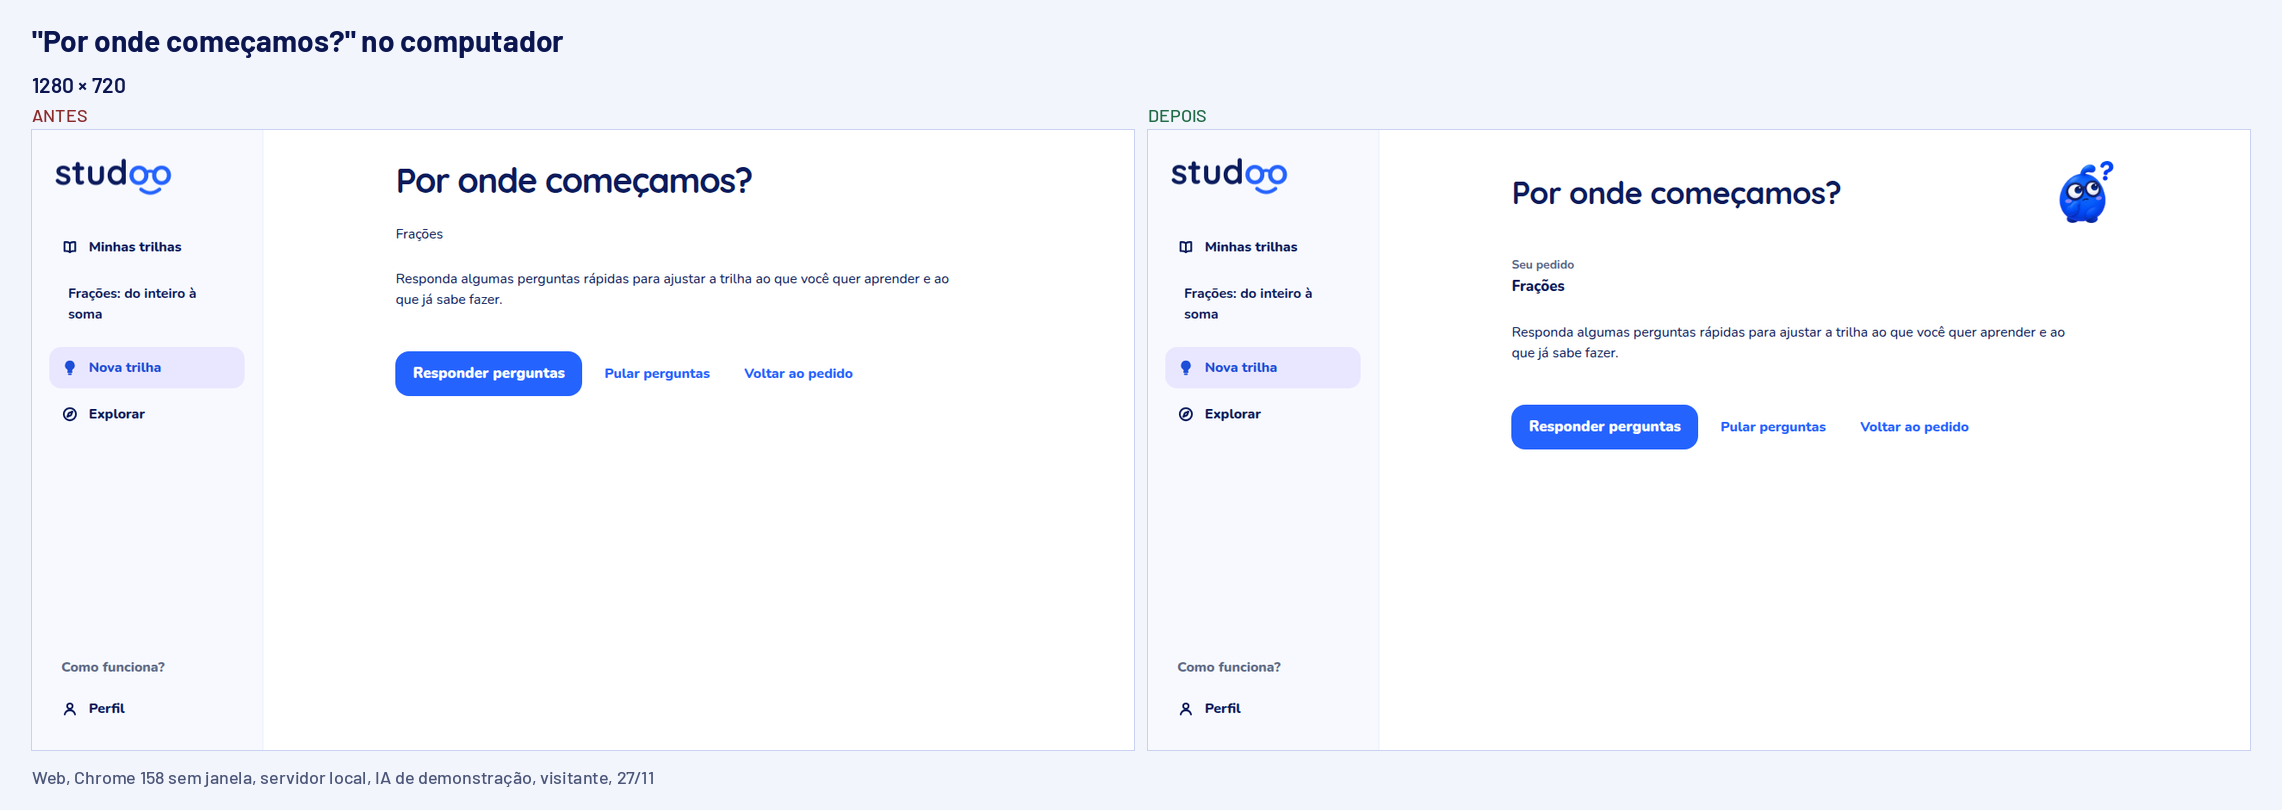 "Por onde começamos?" no computador
1280 × 720
ANTES
studoo
Minhas trilhas
Frações: do inteiro à
soma
Nova trilha
Explorar
Como funciona?
Perfil
Por onde começamos?
Frações
Responda algumas perguntas rápidas para ajustar a trilha ao que você quer aprender e ao
que já sabe fazer.
Responder perguntas
Pular perguntas
Voltar ao pedido
DEPOIS
studoo
Minhas trilhas
Frações: do inteiro à
soma
Nova trilha
Explorar
Como funciona?
Perfil
Por onde começamos?
?
Seu pedido
Frações
Responda algumas perguntas rápidas para ajustar a trilha ao que você quer aprender e ao
que já sabe fazer.
Responder perguntas
Pular perguntas
Voltar ao pedido
Web, Chrome 158 sem janela, servidor local, IA de demonstração, visitante, 27/11